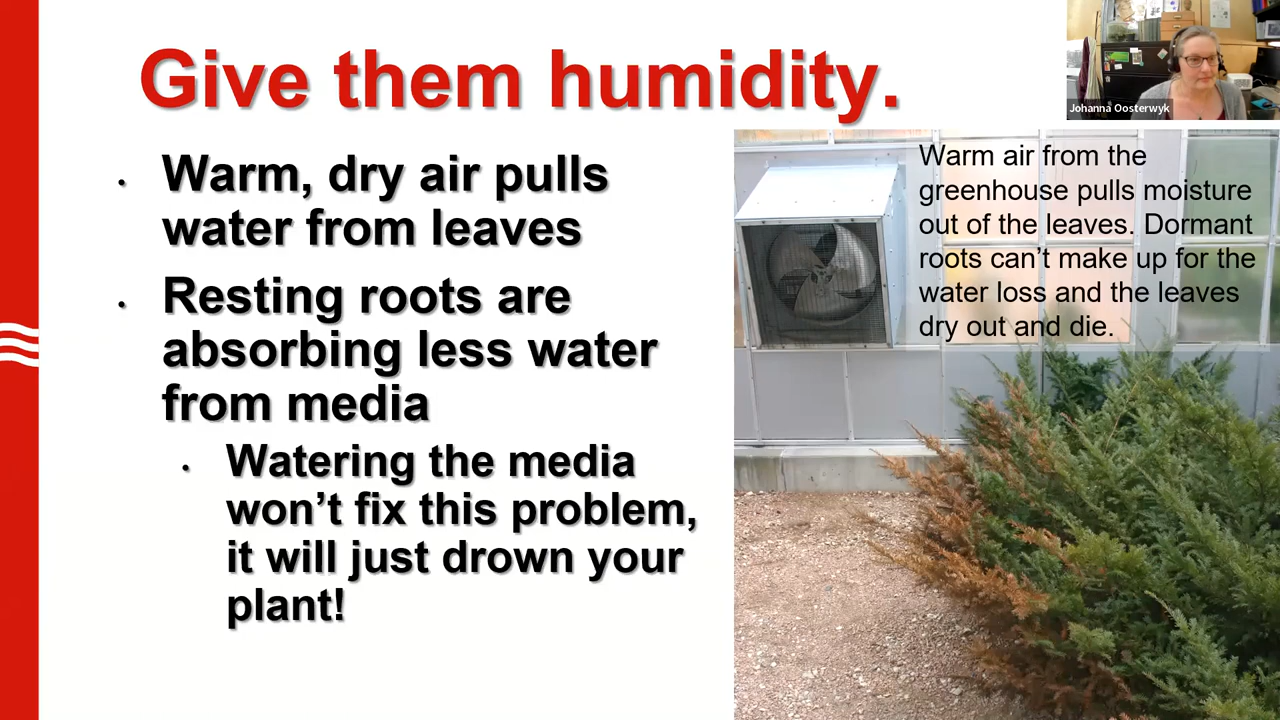 Give them humidity.
Johanna Oosterwyk
• Warm, dry air pulls
water from leaves
• Resting roots are
absorbing less water
from media
• Watering the media
won’t fix this problem,
it will just drown your
plant!
Warm air from the
greenhouse pulls moisture
out of the leaves. Dormant
roots can’t make up for the
water loss and the leaves
dry out and die.